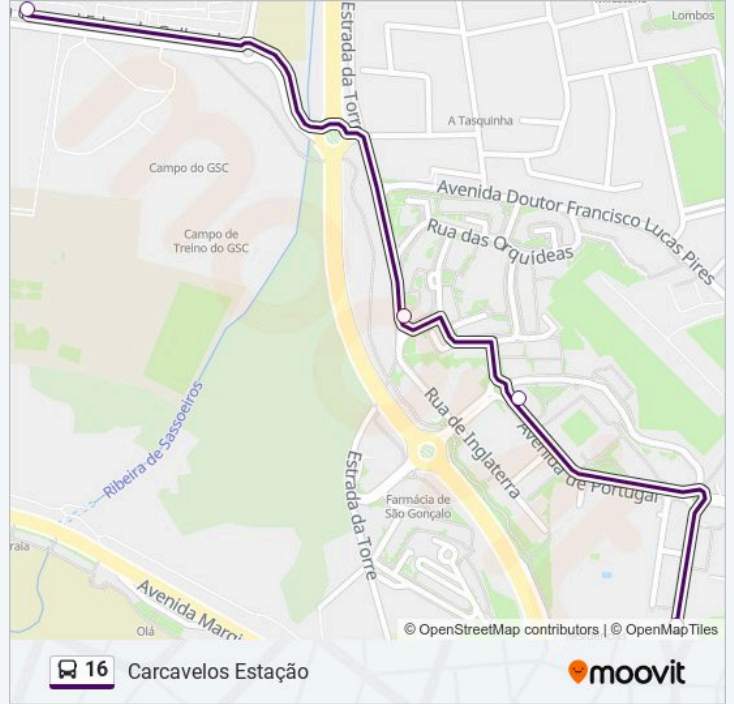 Lombos
Estrada da Torre
A Tasquinha
Campo do GSC
Avenida Doutor Francisco Lucas Pires
Rua das Orquídeas
Campo de
Treino do GSC
Ribeira de Sassoeiros
Rua de Inglaterra
Avenida de Portugal
Estrada da Torre
Farmácia de
São Gonçalo
raia
Avenida Margi
Olá
© OpenStreetMap contributors | © OpenMapTiles
16 Carcavelos Estação
moovit